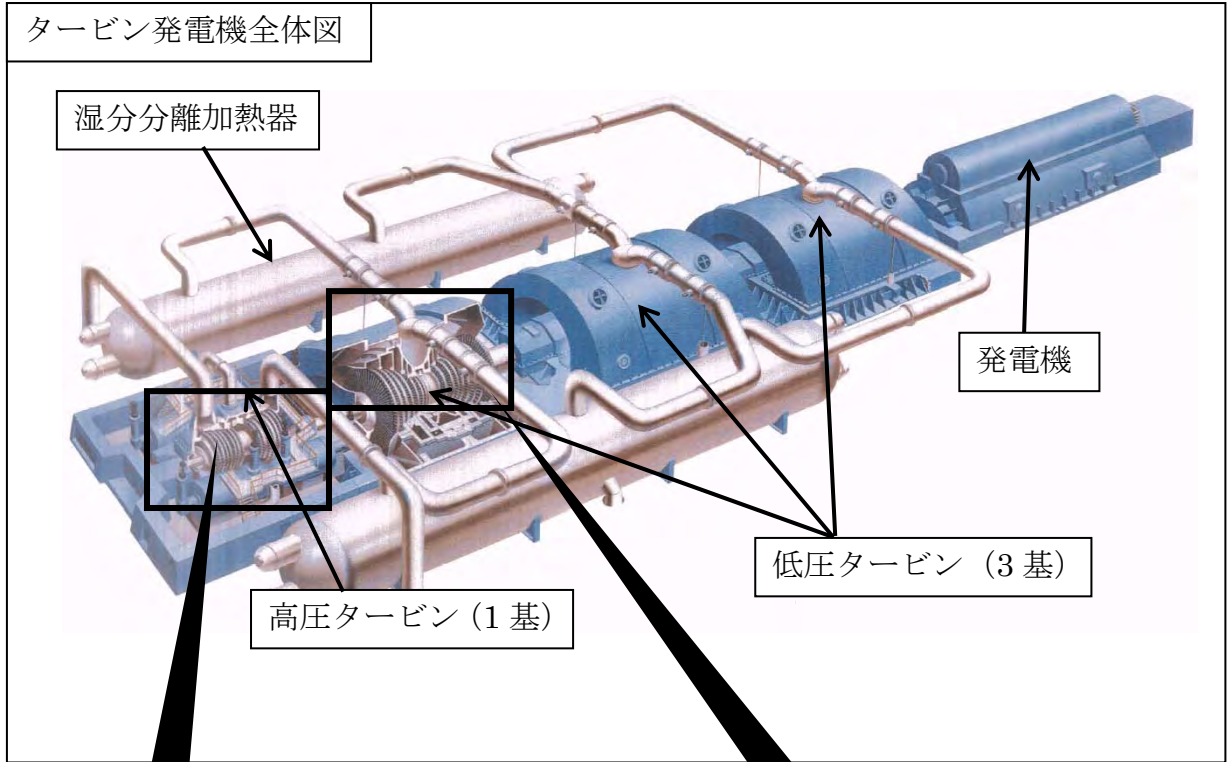 タービン発電機全体図
湿分分離加熱器
発電機
低圧タービン（3 基）
高圧タービン（1 基）